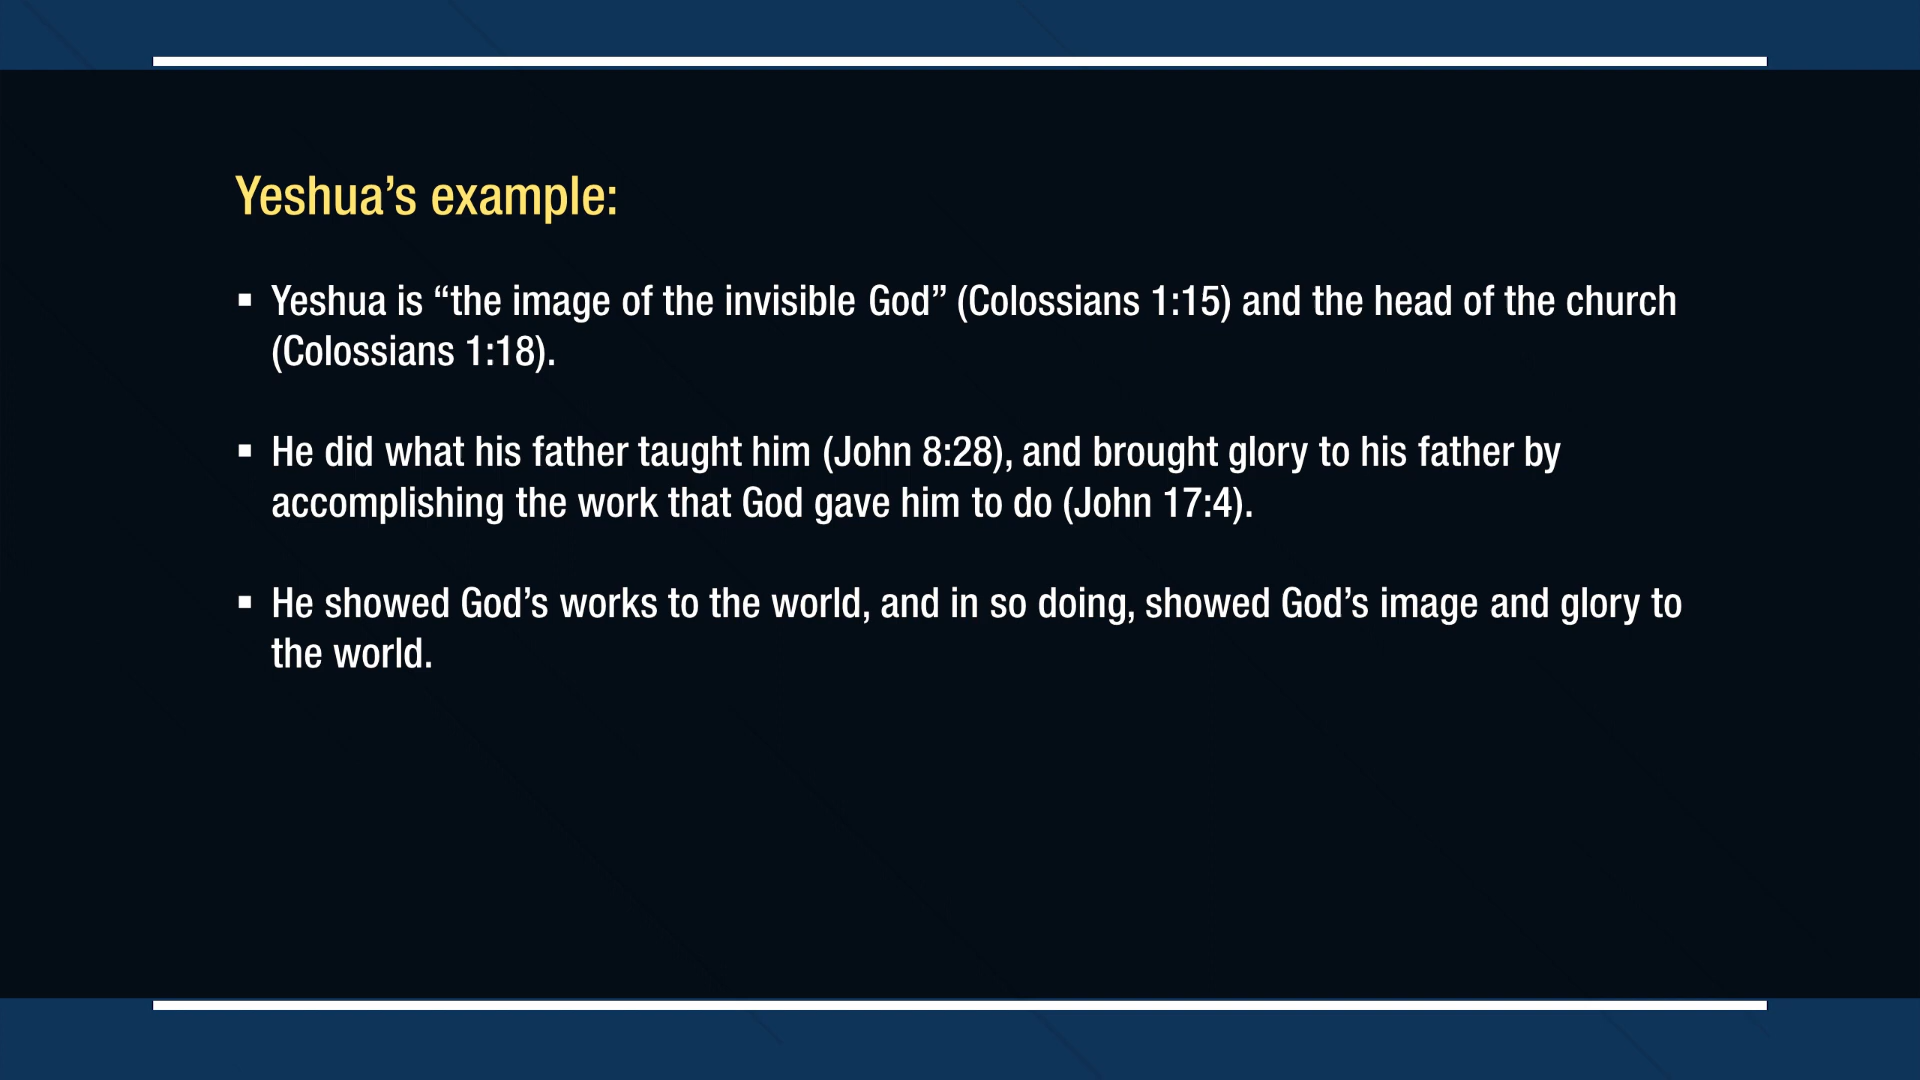 Yeshua’s example:
▪ Yeshua is “the image of the invisible God” (Colossians 1:15) and the head of the church
(Colossians 1:18).
▪ He did what his father taught him (John 8:28), and brought glory to his father by
accomplishing the work that God gave him to do (John 17:4).
▪ He showed God’s works to the world, and in so doing, showed God’s image and glory to
the world.